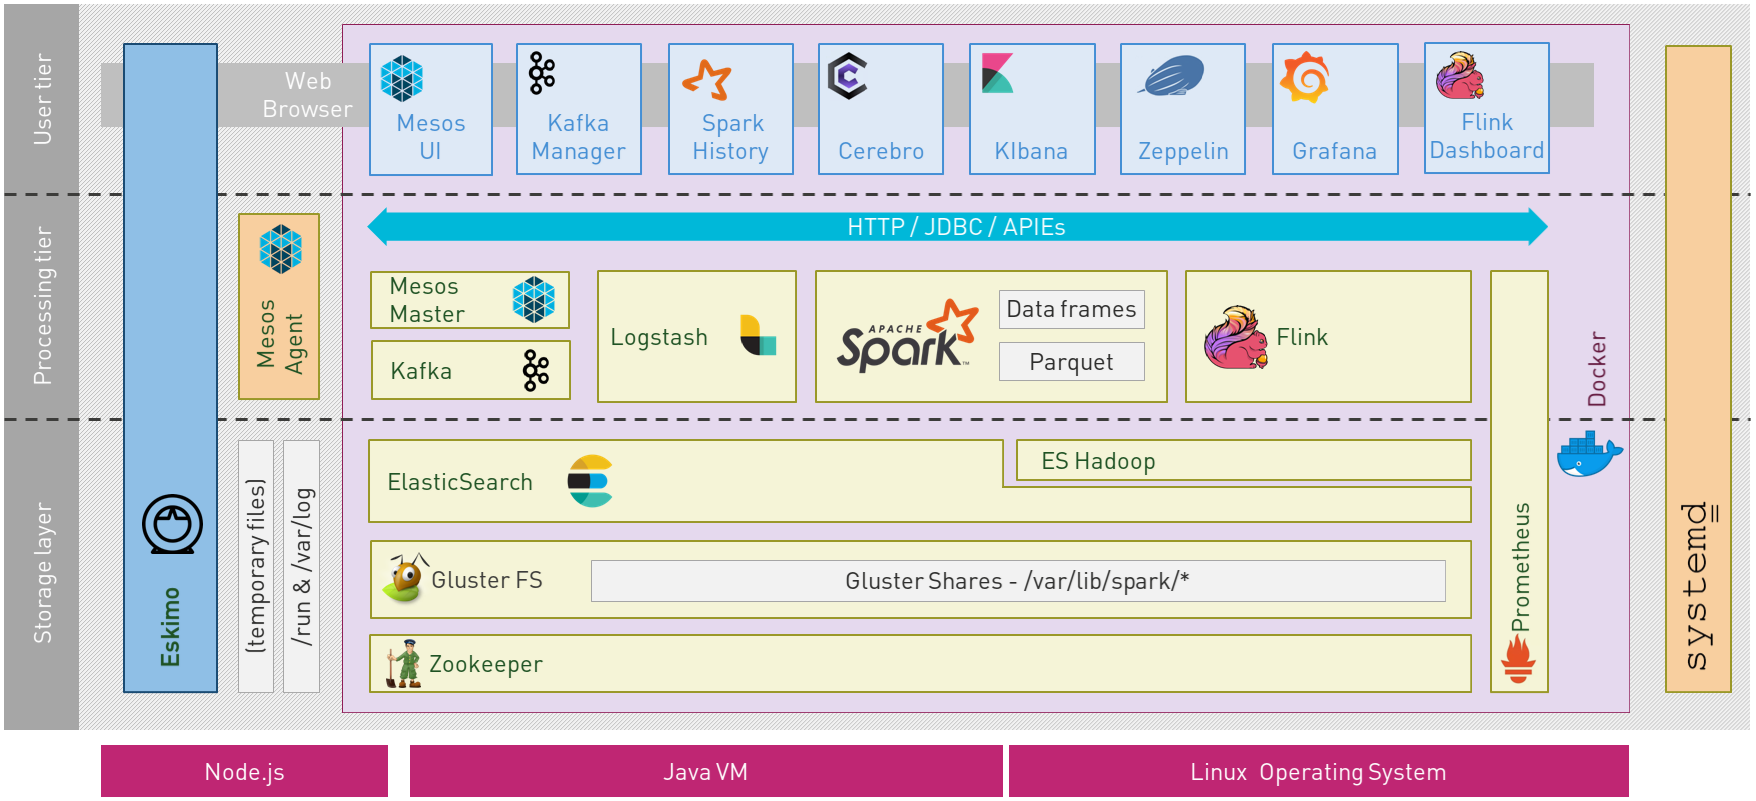 User tier
Web
Browser
Mesos
UI
Kafka
Manager
Spark
History
Cerebro
KIbana
Zeppelin
Grafana
Flink
Dashboard
Processing tier
HTTP / JDBC / APIEs
Mesos
Agent
Mesos
Master
Kafka
Logstash
APACHE
Spark™
Data frames
Parquet
Flink
Docker
Storage layer
Eskimo
(temporary files)
/run & /var/log
ElasticSearch
ES Hadoop
Gluster FS
Gluster Shares - /var/lib/spark/*
Zookeeper
Prometheus
systemd
Node.js
Java VM
Linux Operating System